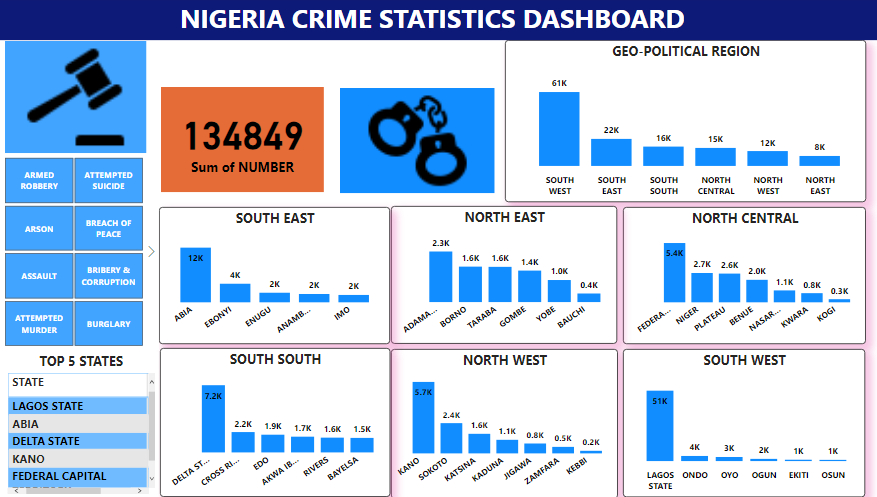 NIGERIA CRIME STATISTICS DASHBOARD
134849
Sum of NUMBER
GEO-POLITICAL REGION
61K
22K
16K
15K
12K
8K
SOUTH WEST
SOUTH EAST
SOUTH SOUTH
NORTH CENTRAL
NORTH WEST
NORTH EAST
ARMED ROBBERY
ATTEMPTED SUICIDE
ARSON
BREACH OF PEACE
ASSAULT
BRIBERY & CORRUPTION
ATTEMPTED MURDER
BURGLARY
SOUTH EAST
12K
4K
2K
2K
2K
ABIA
EBONYI
ENUGU
ANAMB...
IMO
NORTH EAST
2.3K
1.6K
1.6K
1.4K
1.0K
0.4K
ADAMA...
BORNO
TARABA
GOMBE
YOBE
BAUCHI
NORTH CENTRAL
5.4K
2.7K
2.6K
2.0K
1.1K
0.8K
0.3K
FEDERA...
NIGER
PLATEAU
BENUE
NASAR...
KWARA
KOGI
TOP 5 STATES
STATE
LAGOS STATE
ABIA
DELTA STATE
KANO
FEDERAL CAPITAL
SOUTH SOUTH
7.2K
2.2K
1.9K
1.7K
1.6K
1.5K
DELTA ST...
CROSS RI...
EDO
AKWA IB...
RIVERS
BAYELSA
NORTH WEST
5.7K
2.4K
1.6K
1.1K
0.8K
0.5K
0.2K
KANO
SOKOTO
KATSINA
KADUNA
JIGAWA
ZAMFARA
KEBBI
SOUTH WEST
51K
4K
3K
2K
1K
1K
LAGOS STATE
ONDO
OYO
OGUN
EKITI
OSUN